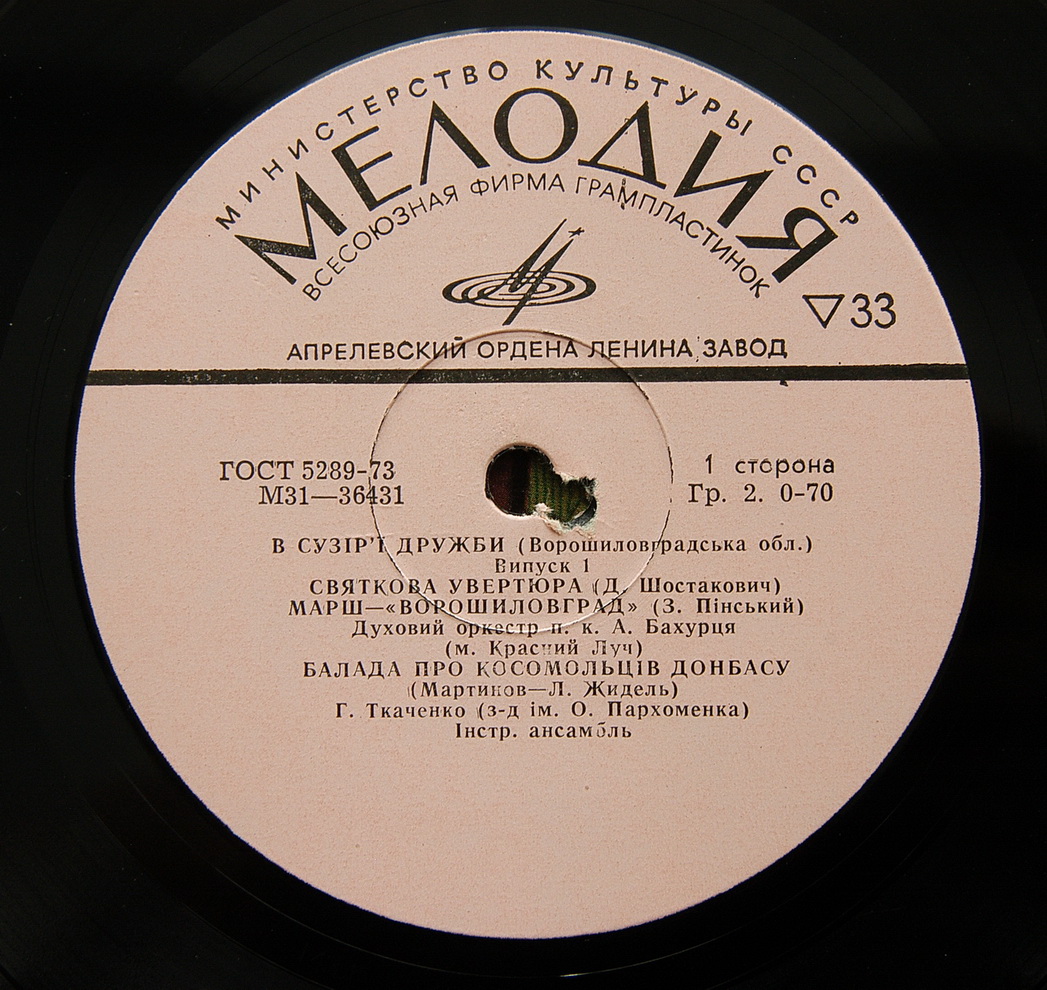 МИНИСТЕРСТВО КУЛЬТУРЫ СССР
МЕЛОДИЯ
ВСЕСОЮЗНАЯ ФИРМА ГРАМПЛАСТИНОК
▽33
АПРЕЛЕВСКИЙ ОРДЕНА ЛЕНИНА ЗАВОД
ГОСТ 5289-73
М31—36431
1 сторона
Гр. 2. 0-70
В СУЗІР'Ї ДРУЖБИ (Ворошиловградська обл.)
Випуск 1
СВЯТКОВА УВЕРТЮРА (Д. Шостакович)
МАРШ—«ВОРОШИЛОВГРАД» (З. Пінський)
Духовий оркестр п. к. А. Бахурця
(м. Красний Луч)
БАЛАДА ПРО КОСОМОЛЬЦІВ ДОНБАСУ
(Мартинов—Л. Жидель)
Г. Ткаченко (з-д ім. О. Пархоменка)
Інстр. ансамбль